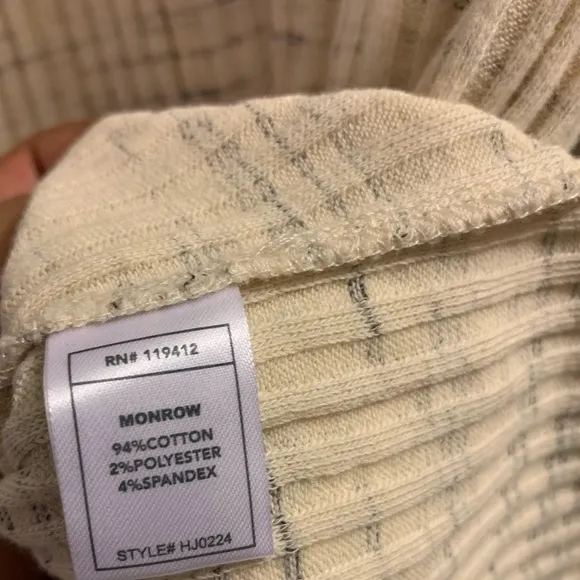 RN# 119412
MONROW
94%COTTON
2%POLYESTER
4%SPANDEX
STYLE# HJ0224